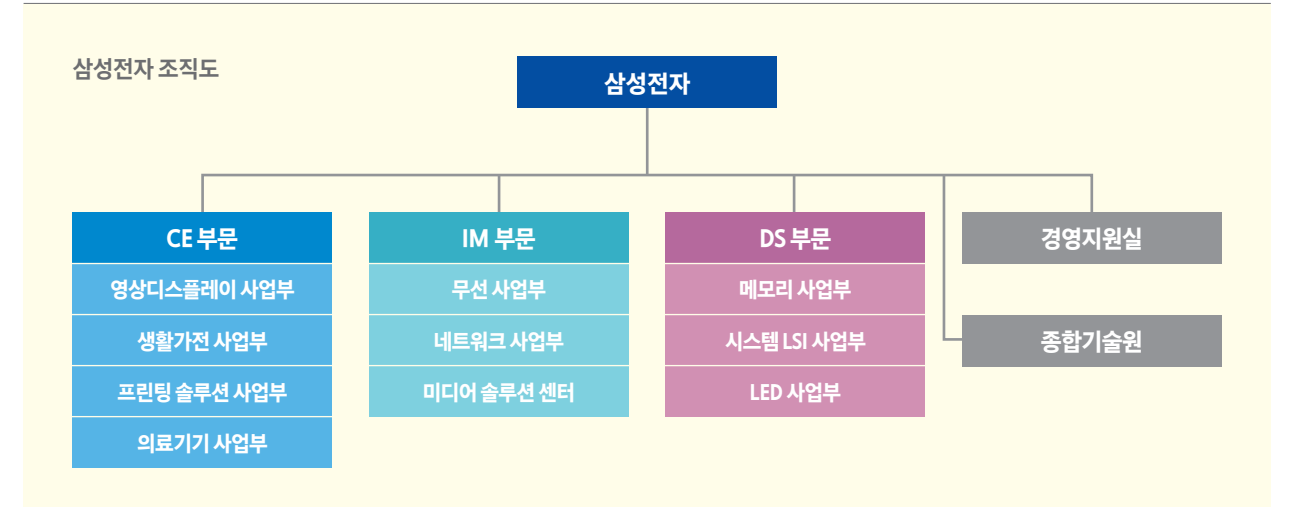 삼성전자 조직도
삼성전자
CE 부문
영상디스플레이 사업부
생활가전 사업부
프린팅 솔루션 사업부
의료기기 사업부
IM 부문
무선 사업부
네트워크 사업부
미디어 솔루션 센터
DS 부문
메모리 사업부
시스템 LSI 사업부
LED 사업부
경영지원실
종합기술원